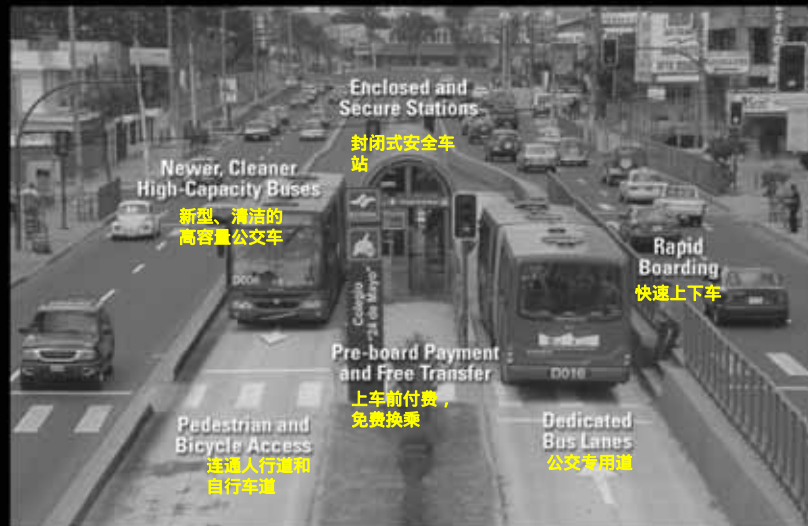 Enclosed and
Secure Stations
封闭式安全车
站
Newer, Cleaner
High-Capacity Buses
新型、清洁的
高容量公交车
Rapid
Boarding
快速上下车
D006
Colegio
"24 de Mayo"
D016
Pre-board Payment
and Free Transfer
上车前付费，
免费换乘
Pedestrian and
Bicycle Access
连通人行道和
自行车道
Dedicated
Bus Lanes
公交专用道